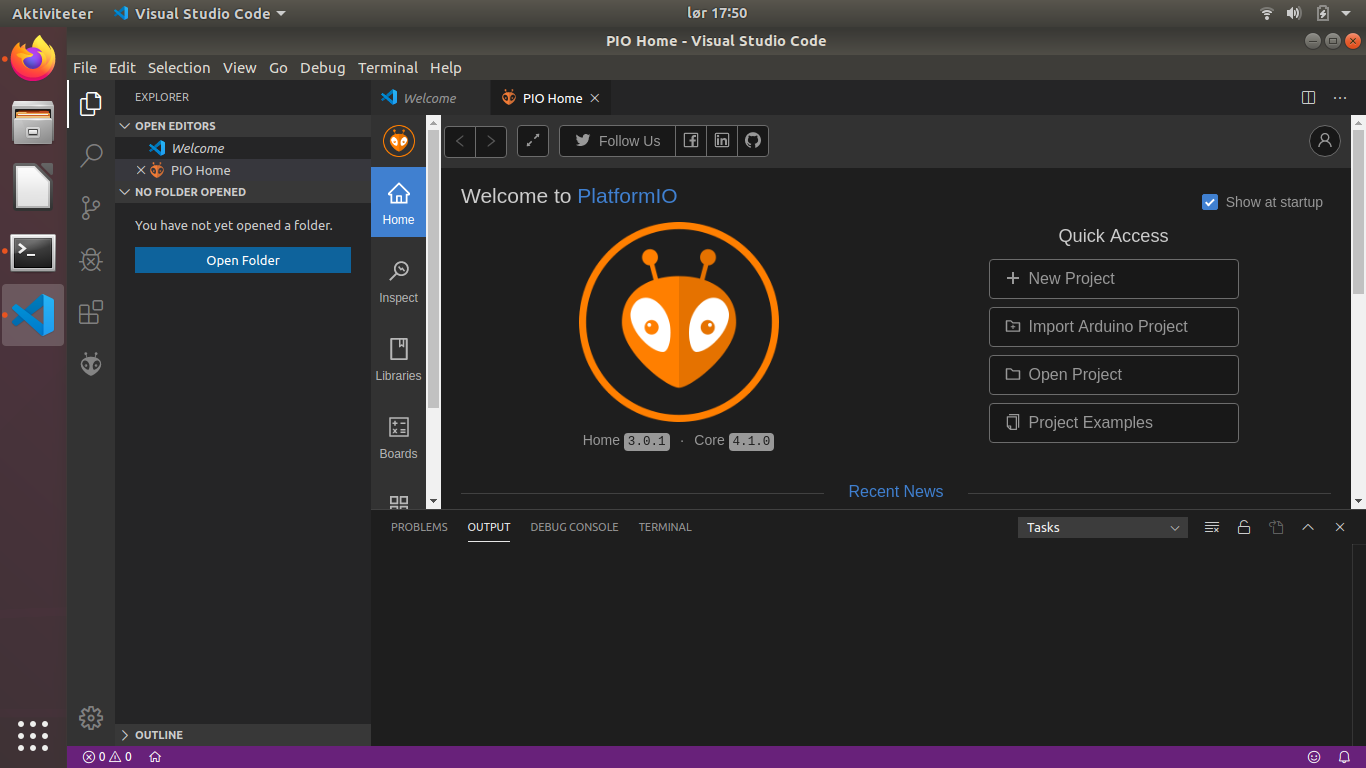 Aktiviteter
Visual Studio Code
lør 17:50
PIO Home - Visual Studio Code
File Edit Selection View Go Debug Terminal Help
EXPLORER
OPEN EDITORS
Welcome
PIO Home
NO FOLDER OPENED
You have not yet opened a folder.
Open Folder
OUTLINE
Welcome
PIO Home
Home
Inspect
Libraries
Boards
Follow Us
Welcome to PlatformIO
Show at startup
Home 3.0.1 · Core 4.1.0
Quick Access
New Project
Import Arduino Project
Open Project
Project Examples
Recent News
PROBLEMS OUTPUT DEBUG CONSOLE TERMINAL
Tasks
0 0